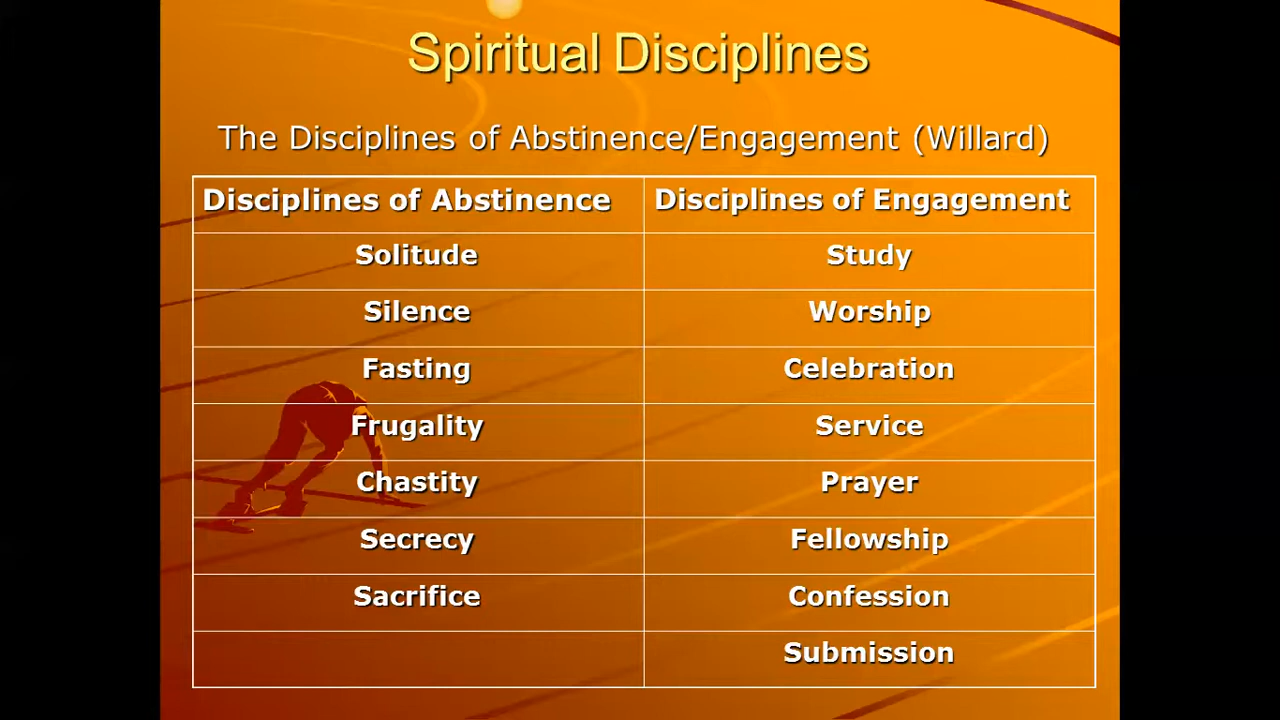 Spiritual Disciplines
The Disciplines of Abstinence/Engagement (Willard)
Disciplines of Abstinence Disciplines of Engagement
Solitude Study
Silence Worship
Fasting Celebration
Frugality Service
Chastity Prayer
Secrecy Fellowship
Sacrifice Confession
Submission